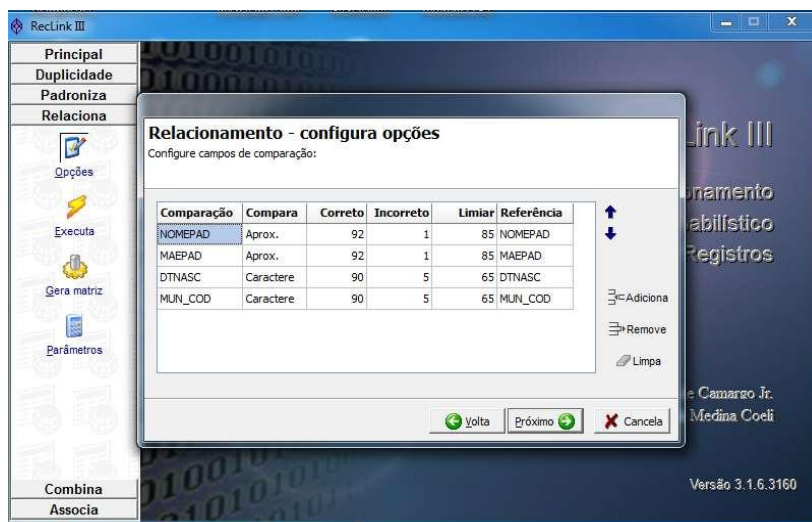 RecLink III
Principal
Duplicidade
Padroniza
Relaciona
Opções
Executa
Gera matriz
Parâmetros
Combina
Associa
Relacionamento - configura opções
Configure campos de comparação:
Comparação Compara Correto Incorreto Limiar Referência
NOMEPAD Aprox. 92 1 85 NOMEPAD
MAEPAD Aprox. 92 1 85 MAEPAD
DTNASC Caractere 90 5 65 DTNASC
MUN_COD Caractere 90 5 65 MUN_COD
Adiciona
Remove
Limpa
Volta Próximo Cancela
Link III
onamento
abilístico
Registros
e Camargo Jr.
Medina Coeli
Versão 3.1.6.3160